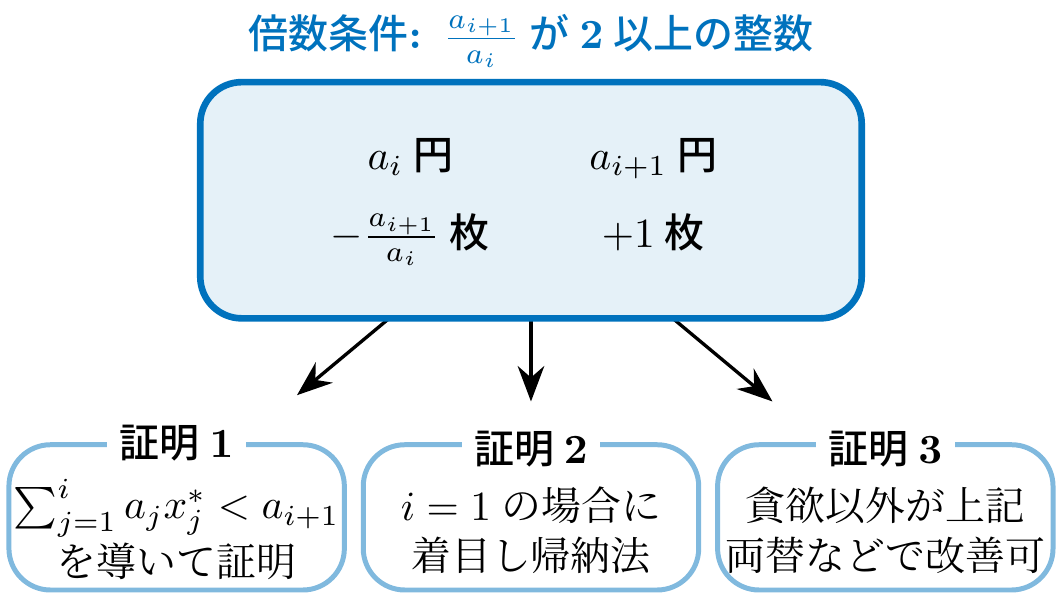 倍数条件: \frac{a_{i+1}}{a_i} が 2 以上の整数
a_i 円 a_{i+1} 円
-\frac{a_{i+1}}{a_i} 枚 +1 枚
証明 1
\sum_{j=1}^{i} a_j x_j^* < a_{i+1}
を導いて証明
証明 2
i = 1 の場合に
着目し帰納法
証明 3
貪欲以外が上記
両替などで改善可